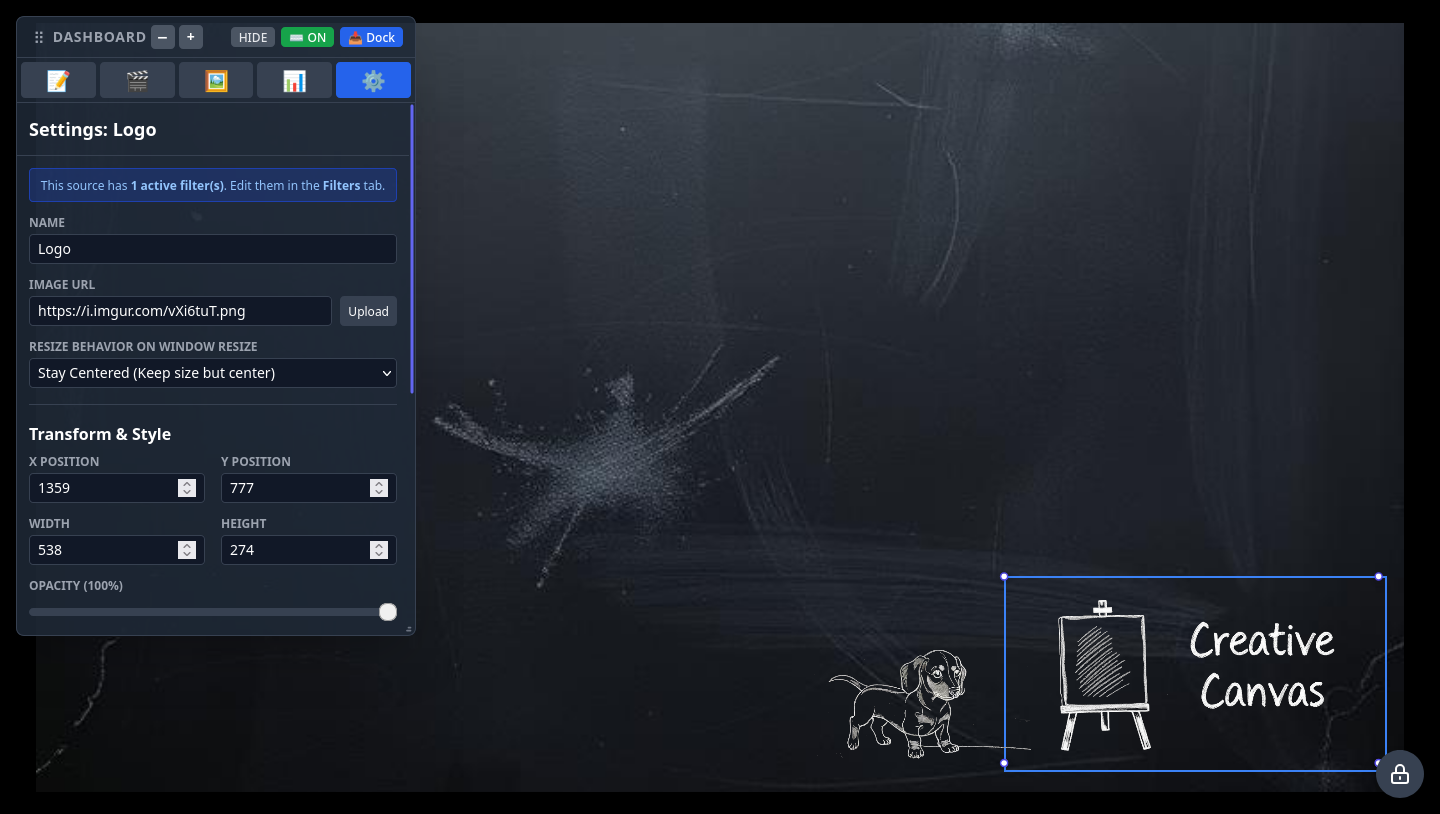 DASHBOARD − + HIDE ON Dock
Settings: Logo
This source has 1 active filter(s). Edit them in the Filters tab.
NAME
Logo
IMAGE URL
https://i.imgur.com/vXi6tuT.png Upload
RESIZE BEHAVIOR ON WINDOW RESIZE
Stay Centered (Keep size but center)
Transform & Style
X POSITION Y POSITION
1359 777
WIDTH HEIGHT
538 274
OPACITY (100%)
Creative
Canvas